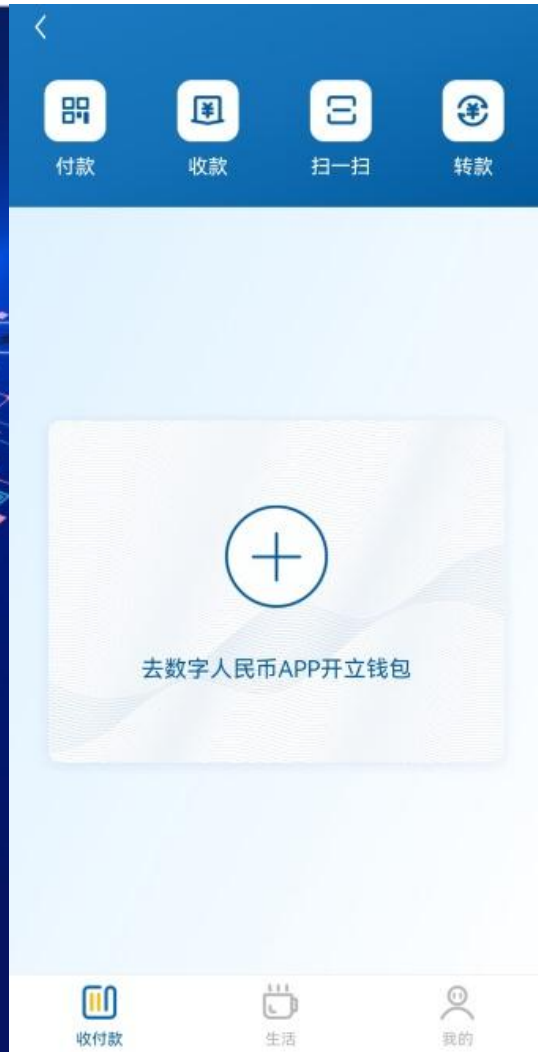 付款
收款
扫一扫
转款
去数字人民币APP开立钱包
收付款
生活
我的